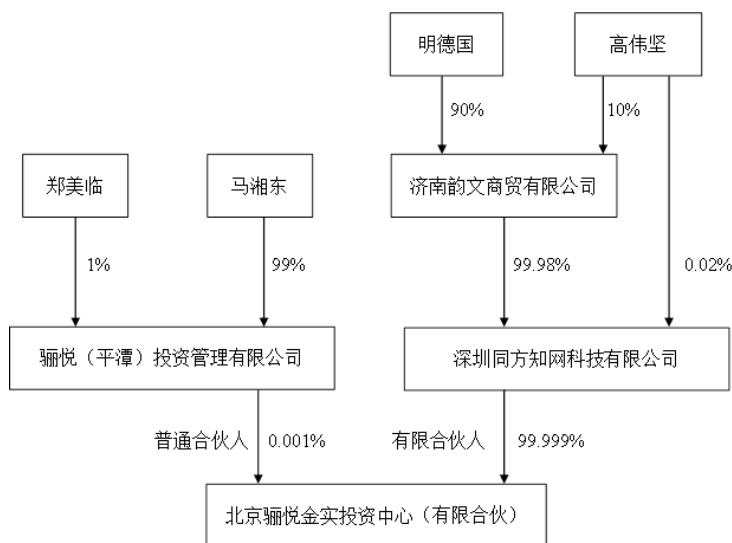 明德国
高伟坚
90%
10%
郑美临
马湘东
济南韵文商贸有限公司
1%
99%
99.98%
0.02%
骊悦（平潭）投资管理有限公司
深圳同方知网科技有限公司
普通合伙人
0.001%
有限合伙人
99.999%
北京骊悦金实投资中心（有限合伙）